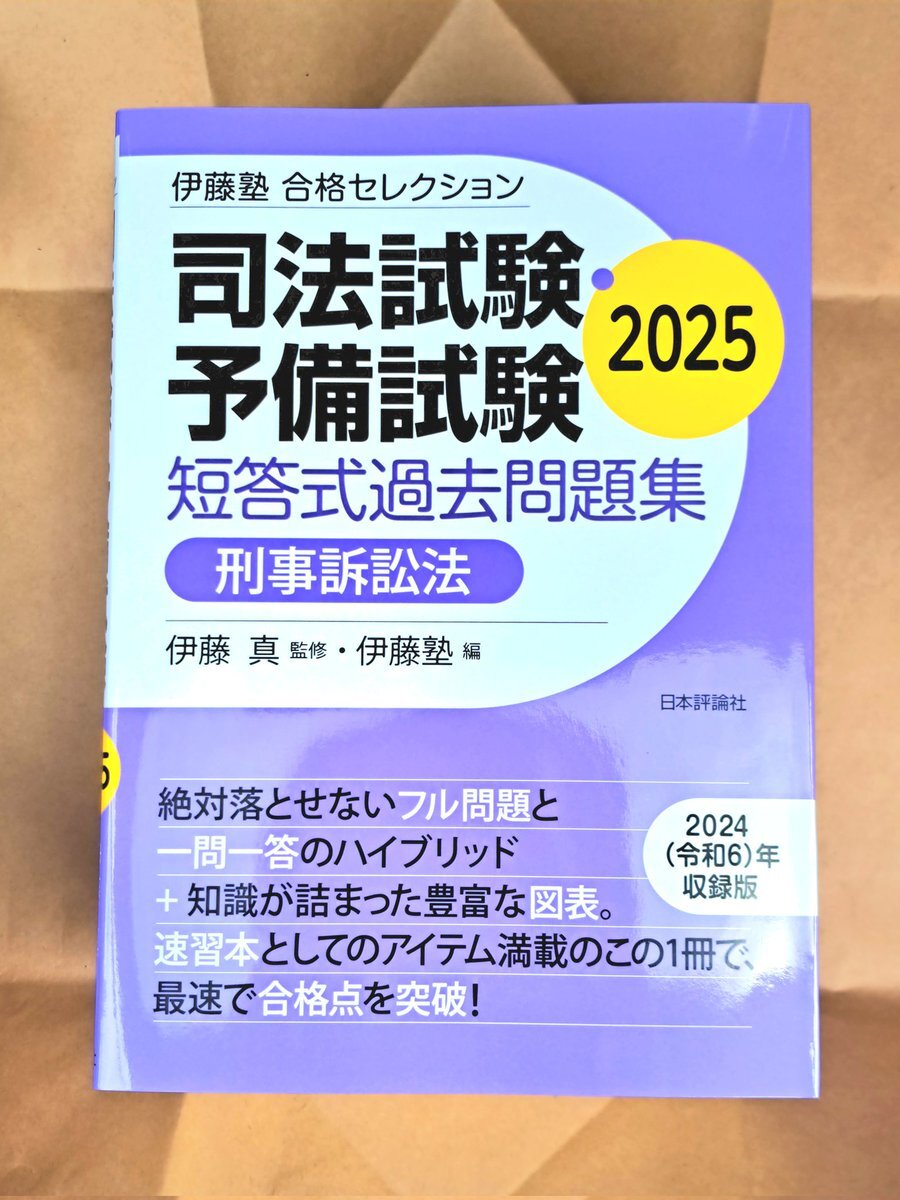 伊藤塾 合格セレクション
司法試験・
予備試験
2025
短答式過去問題集
刑事訴訟法
伊藤 真 監修・伊藤塾 編
日本評論社
絶対落とせないフル問題と
一問一答のハイブリッド
+ 知識が詰まった豊富な図表。
速習本としてのアイテム満載のこの1冊で、
最速で合格点を突破!
2024
(令和6)年
収録版